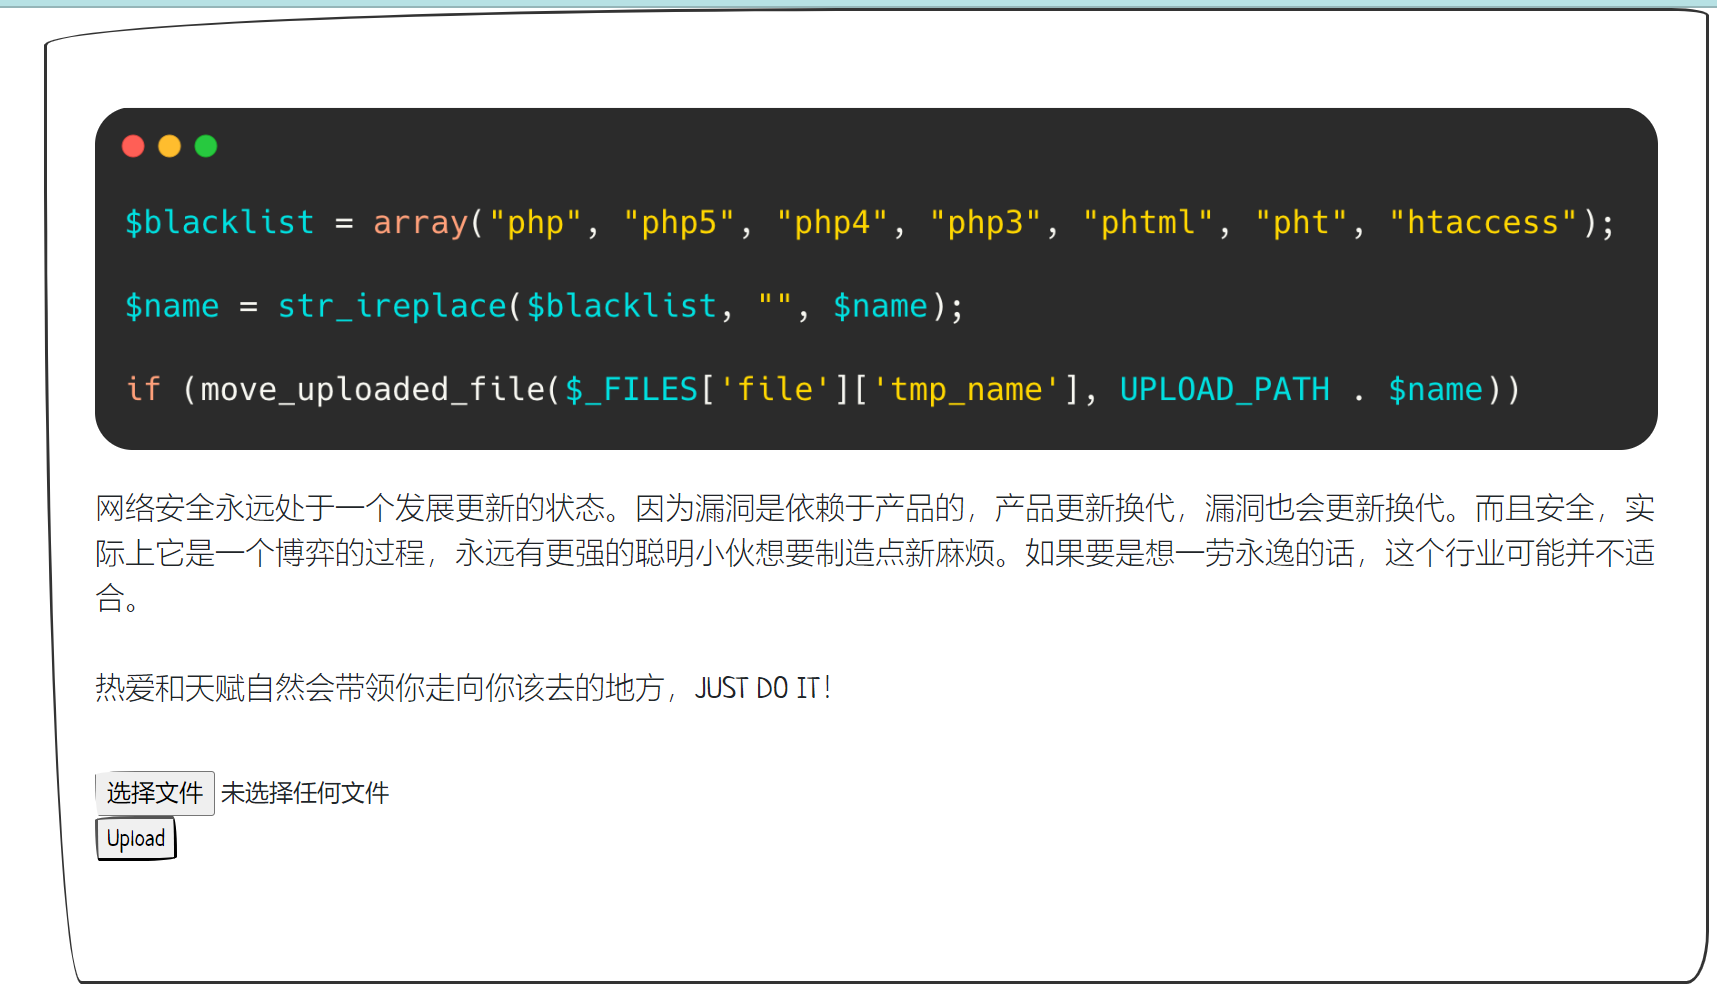 $blacklist = array("php", "php5", "php4", "php3", "phtml", "pht", "htaccess");
$name = str_ireplace($blacklist, "", $name);
if (move_uploaded_file($_FILES['file']['tmp_name'], UPLOAD_PATH . $name))
网络安全永远处于一个发展更新的状态。因为漏洞是依赖于产品的，产品更新换代，漏洞也会更新换代。而且安全，实
际上它是一个博弈的过程，永远有更强的聪明小伙想要制造点新麻烦。如果要是想一劳永逸的话，这个行业可能并不适
合。
热爱和天赋自然会带领你走向你该去的地方，JUST DO IT！
选择文件 未选择任何文件
Upload